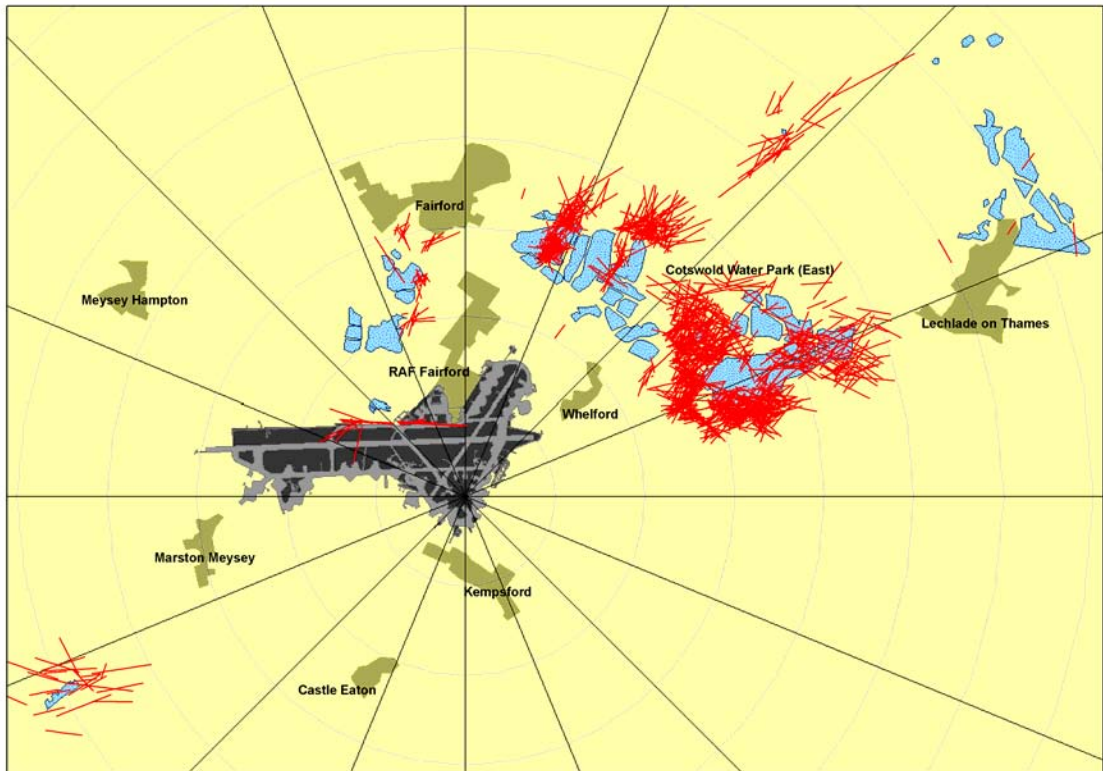 Fairford
Cotswold Water Park (East)
Meysey Hampton
Lechlade on Thames
RAF Fairford
Whelford
Marston Meysey
Kempsford
Castle Eaton